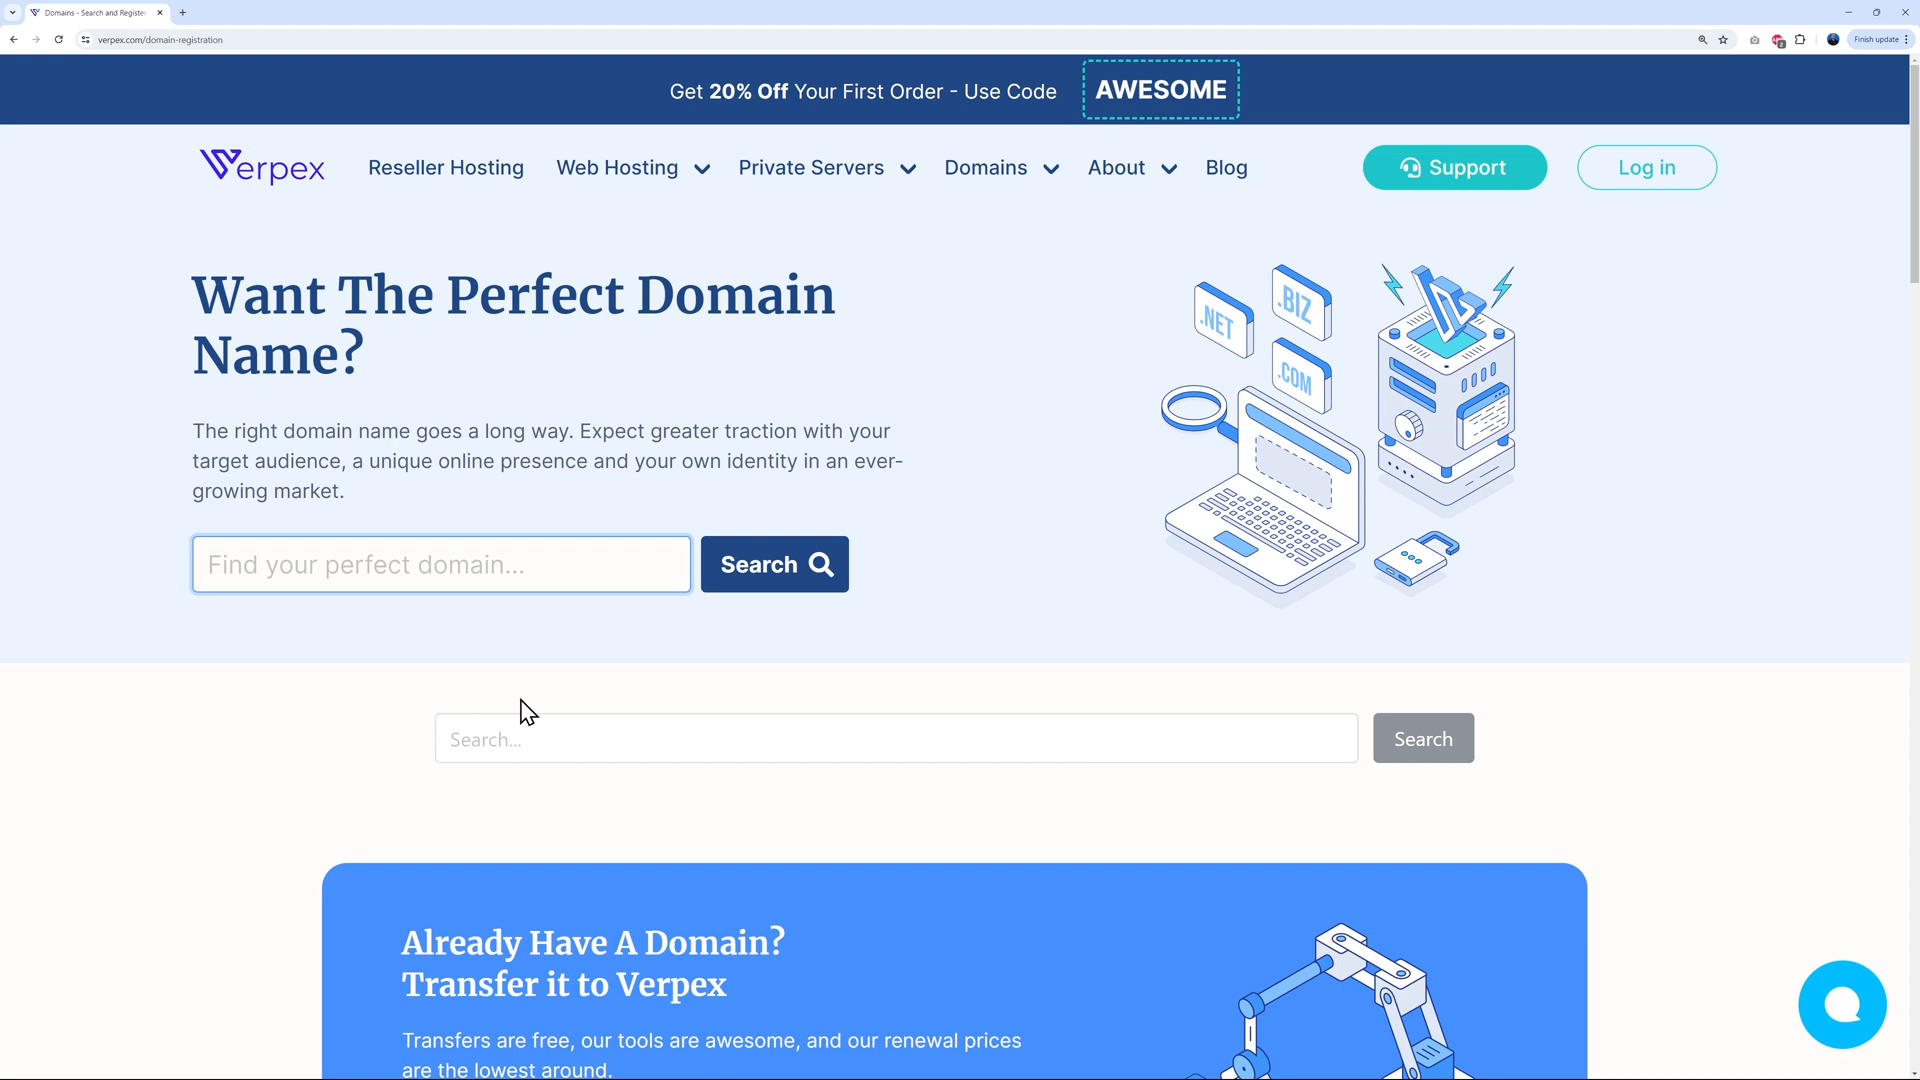 Domains - Search and Register
verpex.com/domain-registration
Finish update
2
Get 20% Off Your First Order - Use Code AWESOME
Verpex
Reseller Hosting
Web Hosting
Private Servers
Domains
About
Blog
Support
Log in
Want The Perfect Domain
Name?
The right domain name goes a long way. Expect greater traction with your
target audience, a unique online presence and your own identity in an ever-
growing market.
Find your perfect domain...
Search
.NET
.BIZ
.COM
Search...
Search
Already Have A Domain?
Transfer it to Verpex
Transfers are free, our tools are awesome, and our renewal prices
are the lowest around.